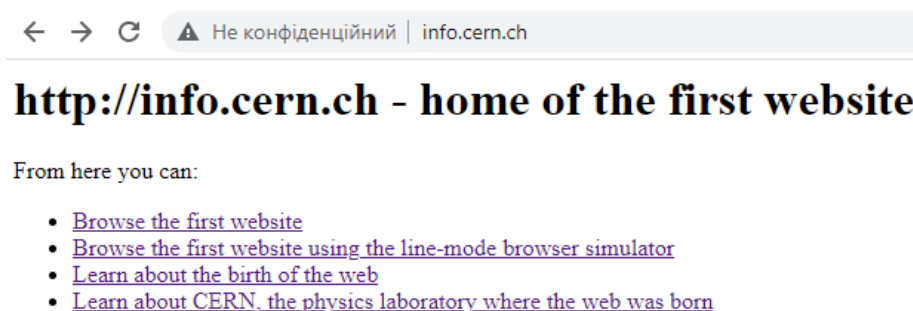 Не конфіденційний | info.cern.ch
http://info.cern.ch - home of the first website
From here you can:
Browse the first website
Browse the first website using the line-mode browser simulator
Learn about the birth of the web
Learn about CERN, the physics laboratory where the web was born